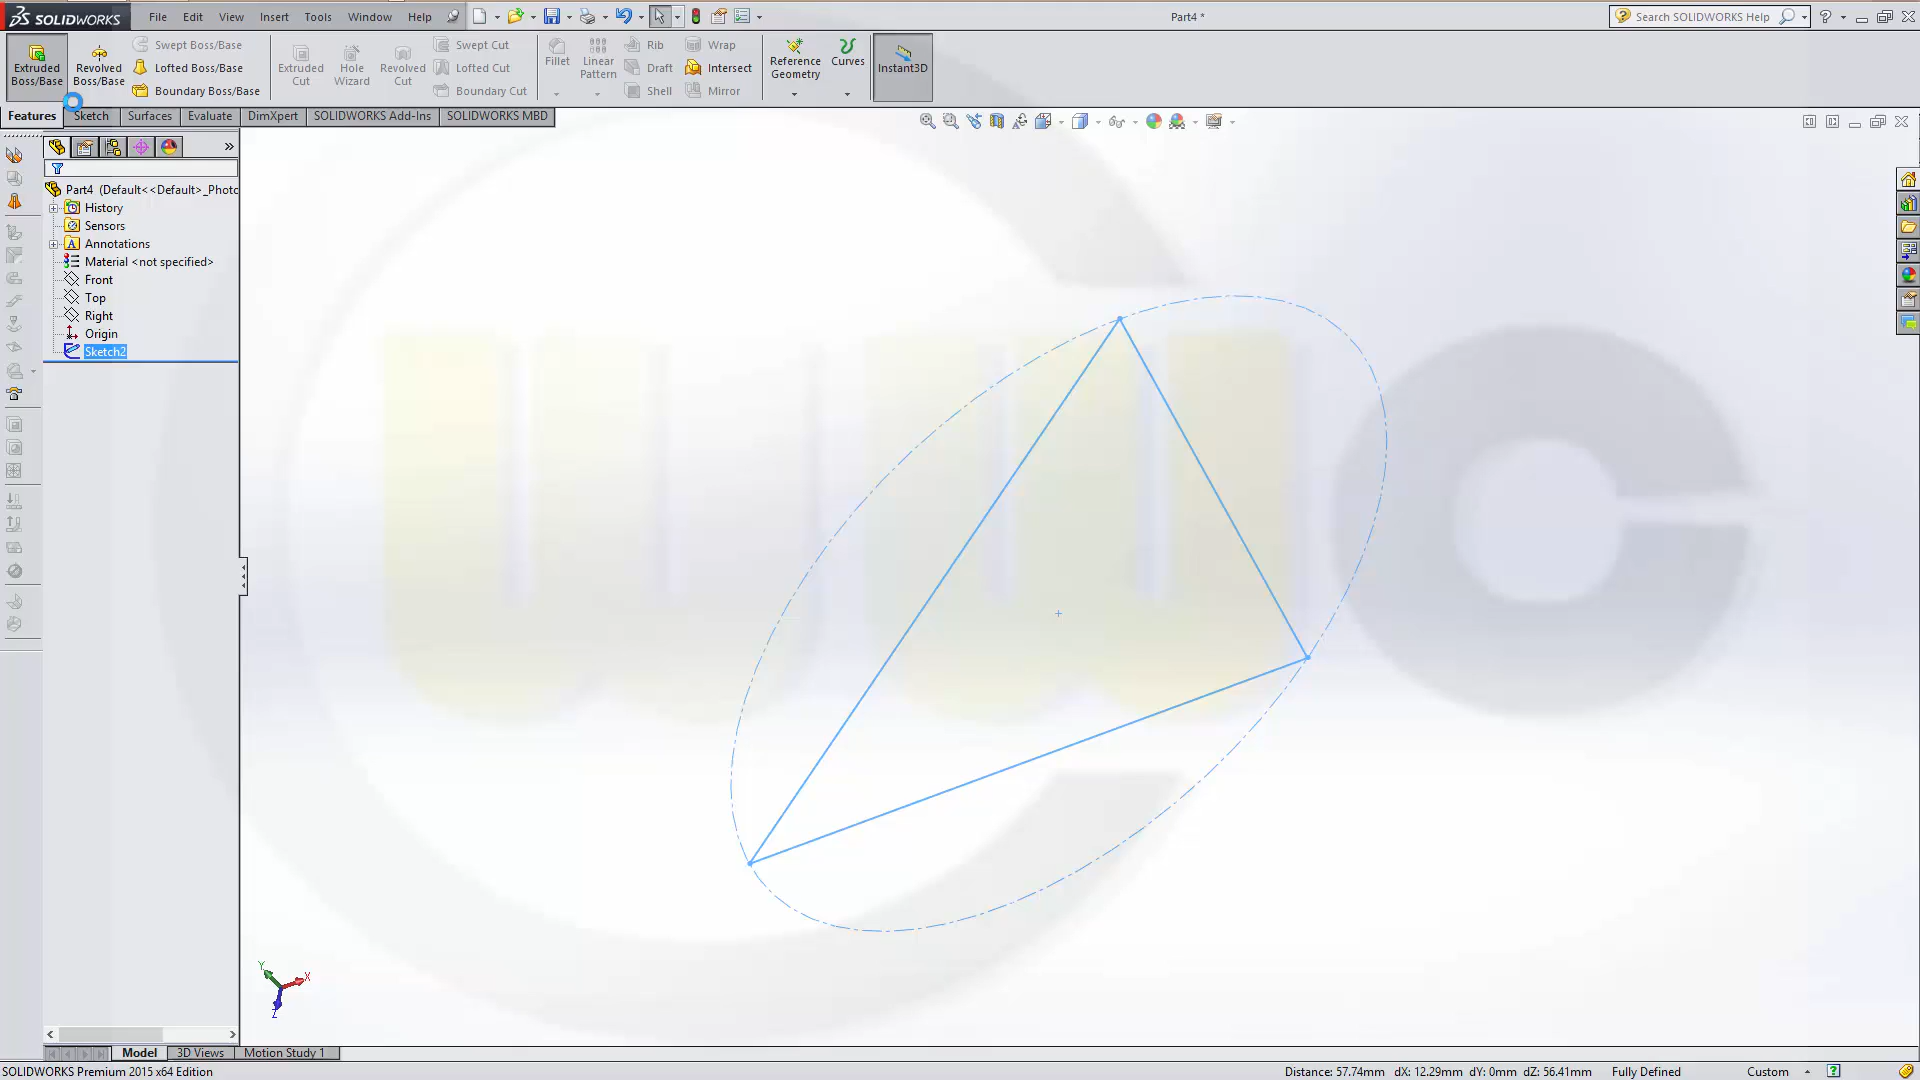 SOLIDWORKS File Edit View Insert Tools Window Help Part4 * Search SOLIDWORKS Help
Extruded Boss/Base
Revolved Boss/Base
Swept Boss/Base
Lofted Boss/Base
Boundary Boss/Base
Extruded Cut
Hole Wizard
Revolved Cut
Swept Cut
Lofted Cut
Boundary Cut
Fillet
Linear Pattern
Rib
Draft
Shell
Wrap
Intersect
Mirror
Reference Geometry
Curves
Instant3D
Features Sketch Surfaces Evaluate DimXpert SOLIDWORKS Add-Ins SOLIDWORKS MBD
Part4 (Default<<Default>_Photo
History
Sensors
Annotations
Material <not specified>
Front
Top
Right
Origin
Sketch2
Y X
Z
Model 3D Views Motion Study 1
SOLIDWORKS Premium 2015 x64 Edition Distance: 57.74mm dX: 12.29mm dY: 0mm dZ: 56.41mm Fully Defined Custom